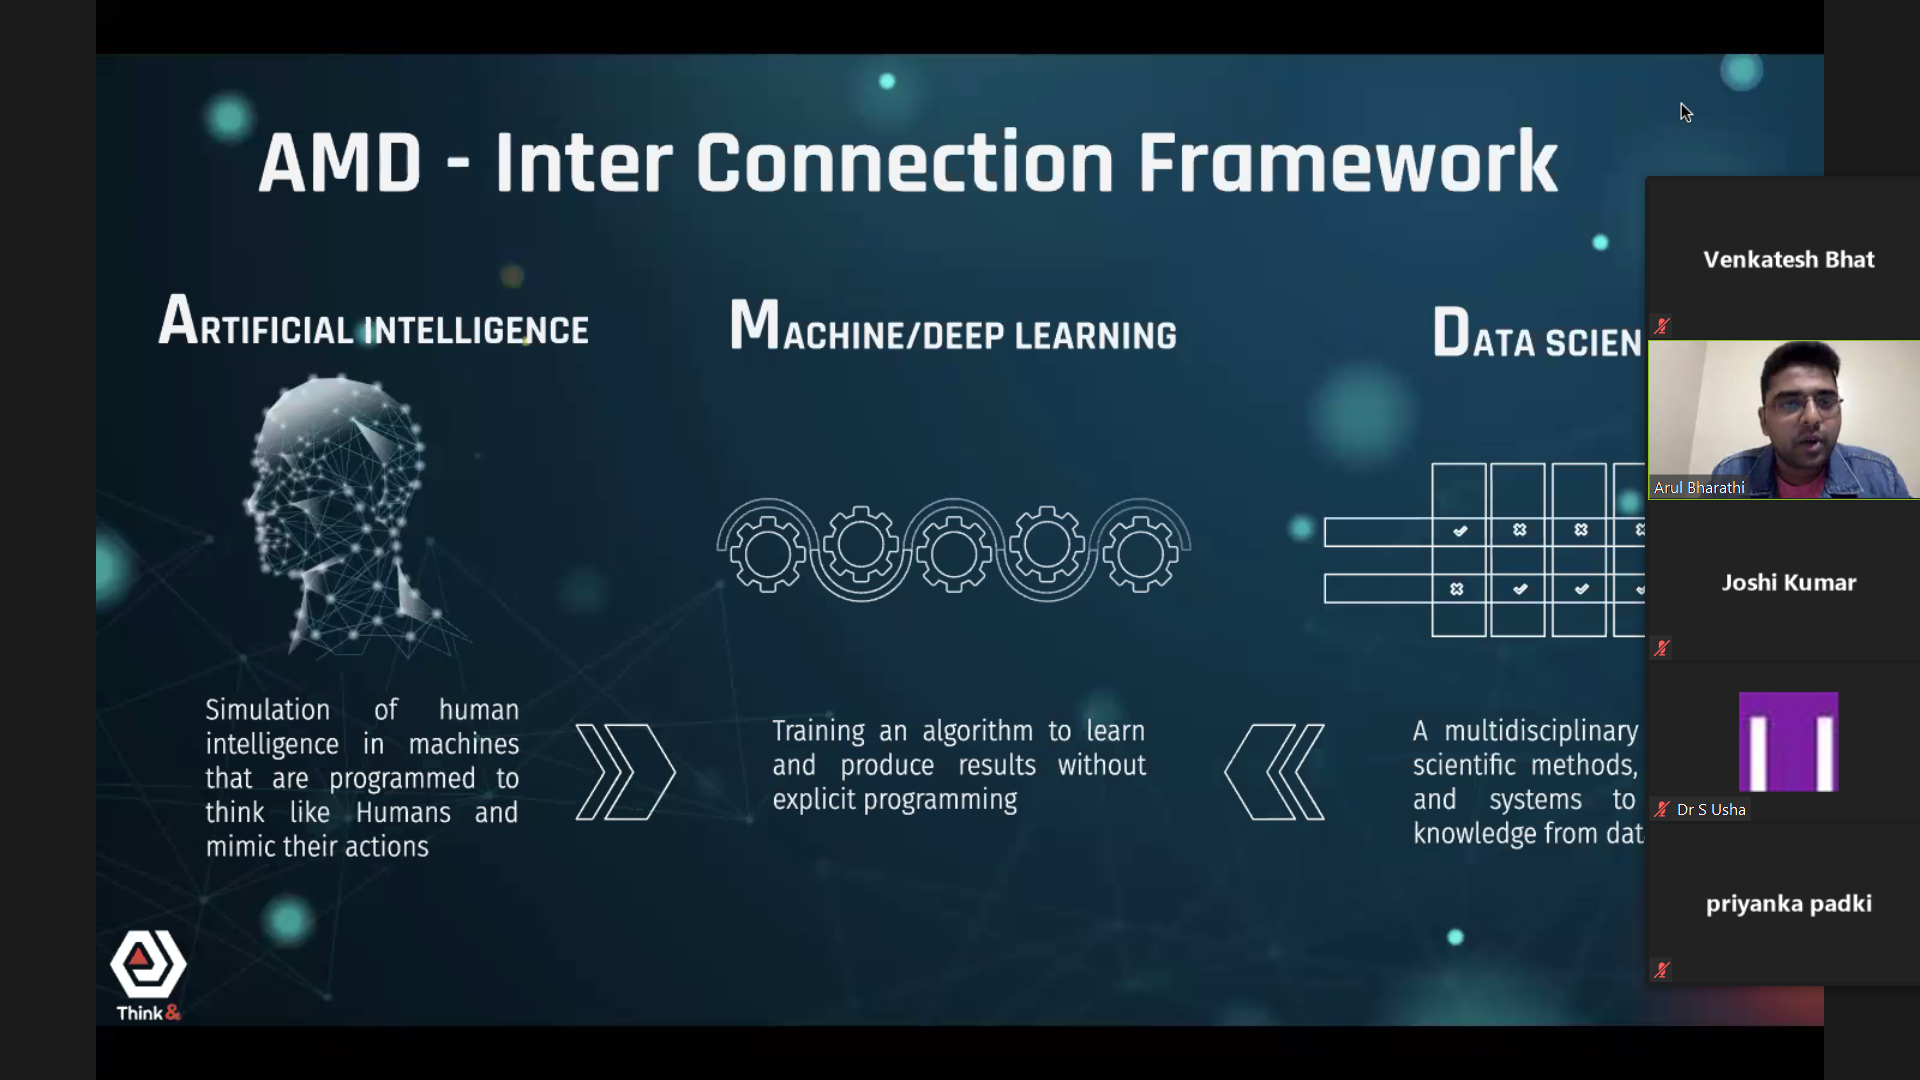 AMD - Inter Connection Framework
ARTIFICIAL INTELLIGENCE
Simulation of human
intelligence in machines
that are programmed to
think like Humans and
mimic their actions
MACHINE/DEEP LEARNING
Training an algorithm to learn
and produce results without
explicit programming
DATA SCIEN
A multidisciplinary
scientific methods,
and systems to
knowledge from dat
Think&
Venkatesh Bhat
Arul Bharathi
Joshi Kumar
Dr S Usha
priyanka padki